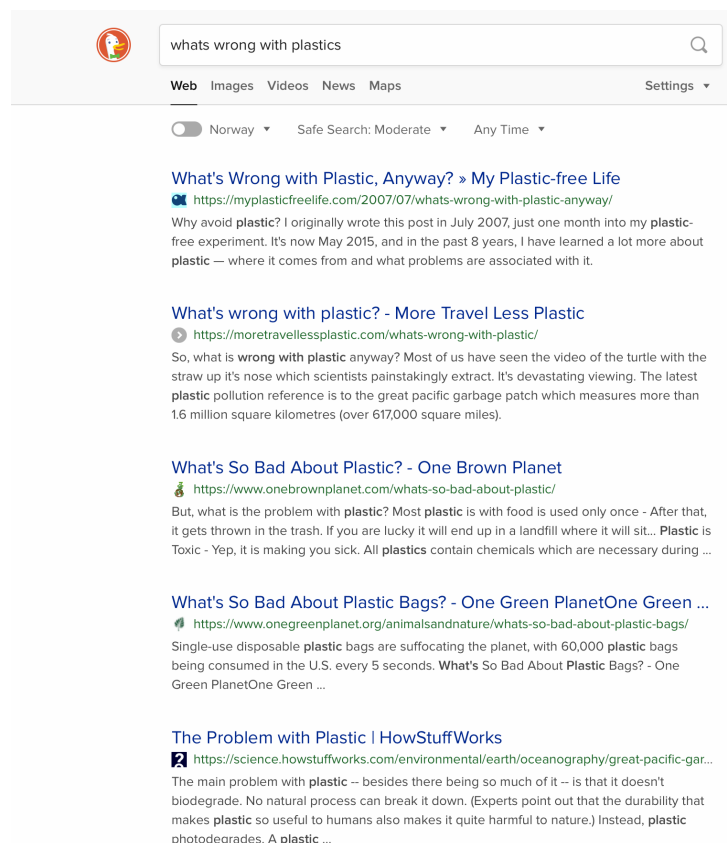 whats wrong with plastics
Web Images Videos News Maps Settings
Norway Safe Search: Moderate Any Time
What's Wrong with Plastic, Anyway? » My Plastic-free Life
https://myplasticfreelife.com/2007/07/whats-wrong-with-plastic-anyway/
Why avoid plastic? I originally wrote this post in July 2007, just one month into my plastic-
free experiment. It's now May 2015, and in the past 8 years, I have learned a lot more about
plastic — where it comes from and what problems are associated with it.
What's wrong with plastic? - More Travel Less Plastic
https://moretravellessplastic.com/whats-wrong-with-plastic/
So, what is wrong with plastic anyway? Most of us have seen the video of the turtle with the
straw up it's nose which scientists painstakingly extract. It's devastating viewing. The latest
plastic pollution reference is to the great pacific garbage patch which measures more than
1.6 million square kilometres (over 617,000 square miles).
What's So Bad About Plastic? - One Brown Planet
https://www.onebrownplanet.com/whats-so-bad-about-plastic/
But, what is the problem with plastic? Most plastic is with food is used only once - After that,
it gets thrown in the trash. If you are lucky it will end up in a landfill where it will sit... Plastic is
Toxic - Yep, it is making you sick. All plastics contain chemicals which are necessary during ...
What's So Bad About Plastic Bags? - One Green PlanetOne Green ...
https://www.onegreenplanet.org/animalsandnature/whats-so-bad-about-plastic-bags/
Single-use disposable plastic bags are suffocating the planet, with 60,000 plastic bags
being consumed in the U.S. every 5 seconds. What's So Bad About Plastic Bags? - One
Green PlanetOne Green ...
The Problem with Plastic | HowStuffWorks
https://science.howstuffworks.com/environmental/earth/oceanography/great-pacific-gar...
The main problem with plastic -- besides there being so much of it -- is that it doesn't
biodegrade. No natural process can break it down. (Experts point out that the durability that
makes plastic so useful to humans also makes it quite harmful to nature.) Instead, plastic
photodegrades. A plastic ...